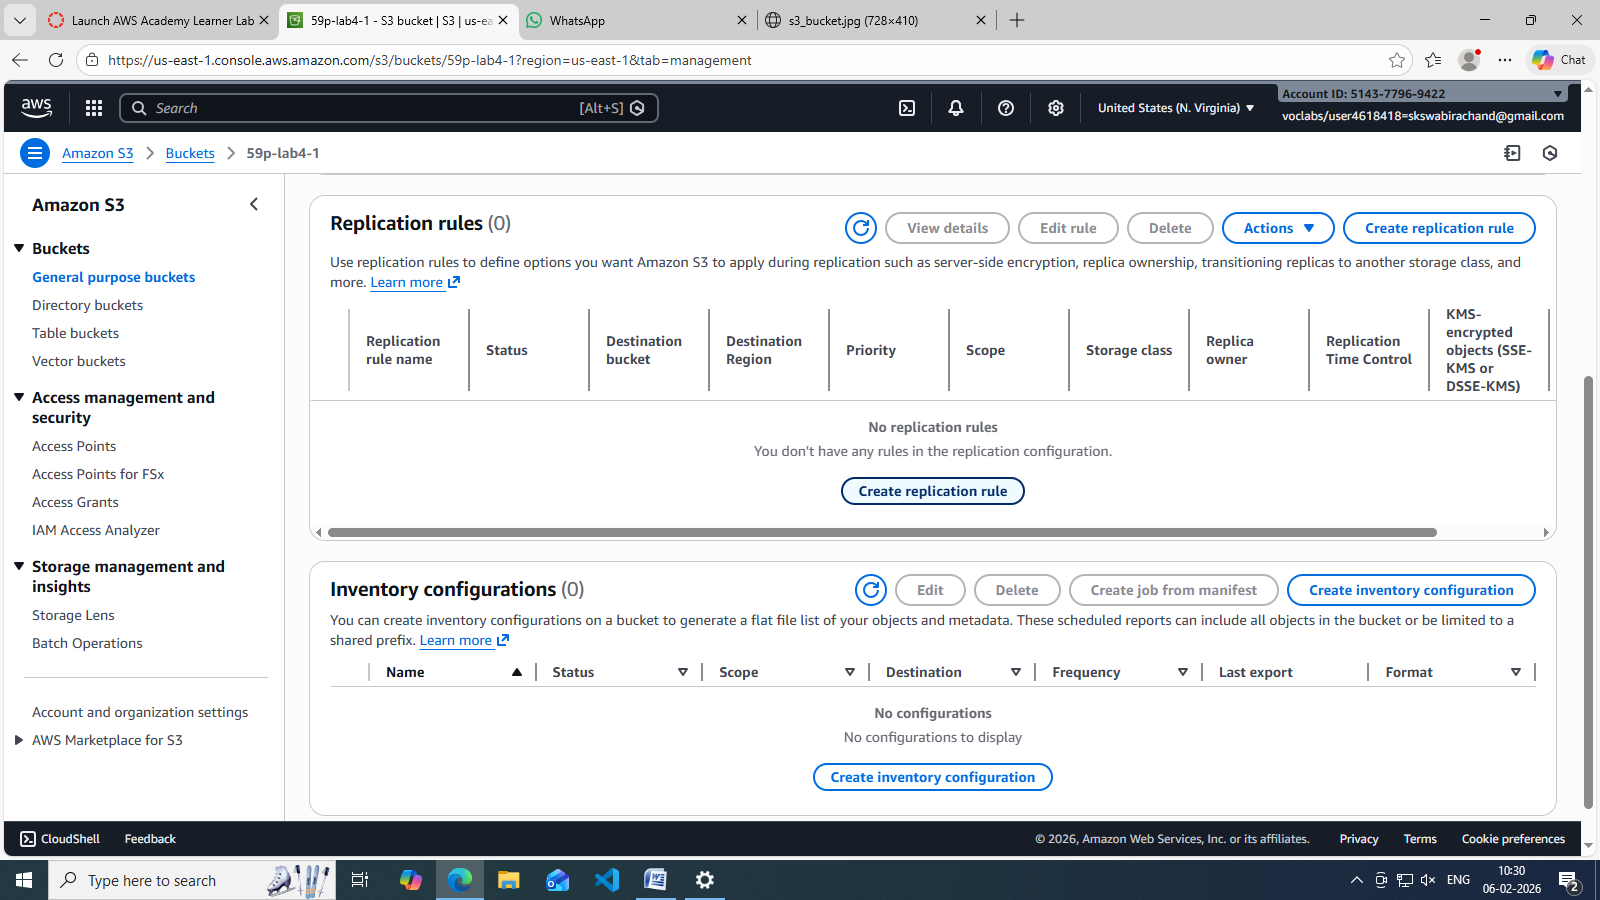 Launch AWS Academy Learner Lab
59p-lab4-1 - S3 bucket | S3 | us-ea
WhatsApp
s3_bucket.jpg (728×410)
https://us-east-1.console.aws.amazon.com/s3/buckets/59p-lab4-1?region=us-east-1&tab=management
Chat
aws
Search
[Alt+S]
United States (N. Virginia)
Account ID: 5143-7796-9422
voclabs/user4618418=skswabirachand@gmail.com
Amazon S3
Buckets
59p-lab4-1
Amazon S3
Buckets
General purpose buckets
Directory buckets
Table buckets
Vector buckets
Access management and
security
Access Points
Access Points for FSx
Access Grants
IAM Access Analyzer
Storage management and
insights
Storage Lens
Batch Operations
Account and organization settings
AWS Marketplace for S3
Replication rules (0)
View details
Edit rule
Delete
Actions
Create replication rule
Use replication rules to define options you want Amazon S3 to apply during replication such as server-side encryption, replica ownership, transitioning replicas to another storage class, and
more. Learn more
Replication
rule name
Status
Destination
bucket
Destination
Region
Priority
Scope
Storage class
Replica
owner
Replication
Time Control
KMS-
encrypted
objects (SSE-
KMS or
DSSE-KMS)
No replication rules
You don't have any rules in the replication configuration.
Create replication rule
Inventory configurations (0)
Edit
Delete
Create job from manifest
Create inventory configuration
You can create inventory configurations on a bucket to generate a flat file list of your objects and metadata. These scheduled reports can include all objects in the bucket or be limited to a
shared prefix. Learn more
Name
Status
Scope
Destination
Frequency
Last export
Format
No configurations
No configurations to display
Create inventory configuration
CloudShell
Feedback
© 2026, Amazon Web Services, Inc. or its affiliates.
Privacy
Terms
Cookie preferences
Type here to search
ENG
10:30
06-02-2026
2